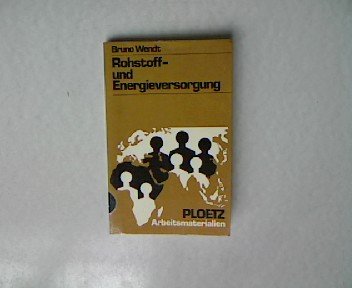 Bruno Wendt
Rohstoff-
und
Energieversorgung
PLOETZ
Arbeitsmaterialien